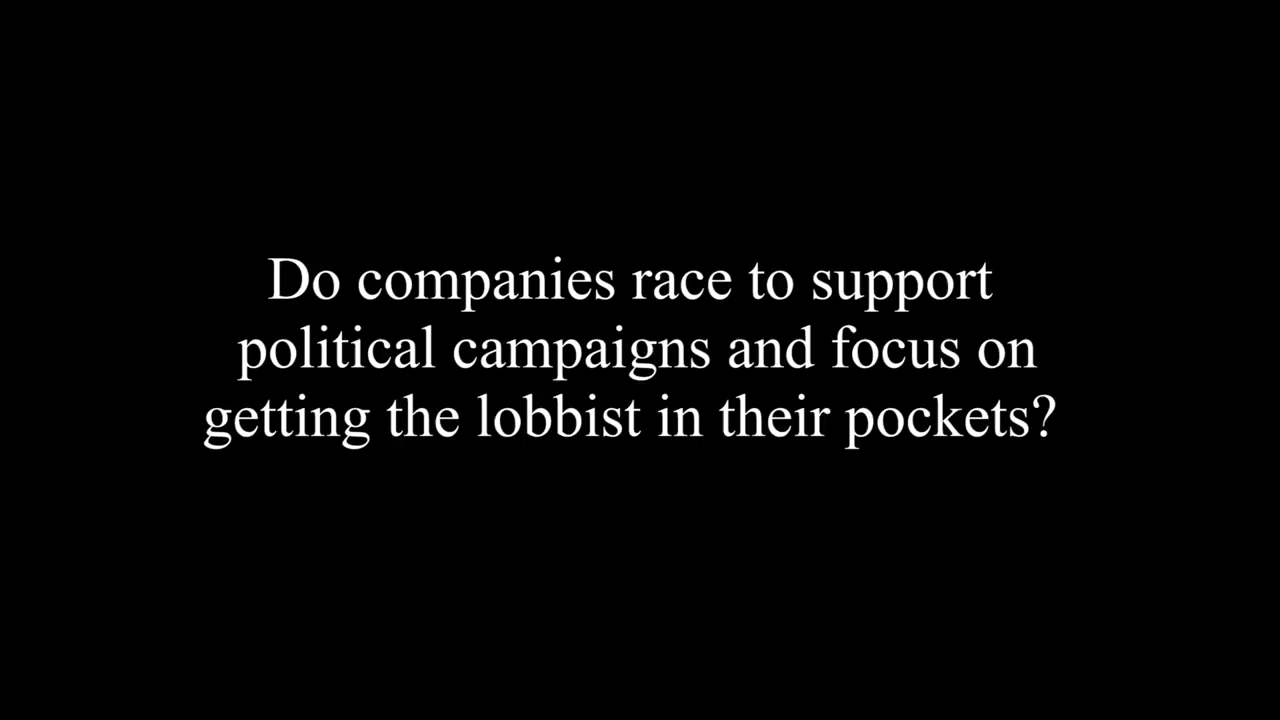 Do companies race to support
political campaigns and focus on
getting the lobbist in their pockets?